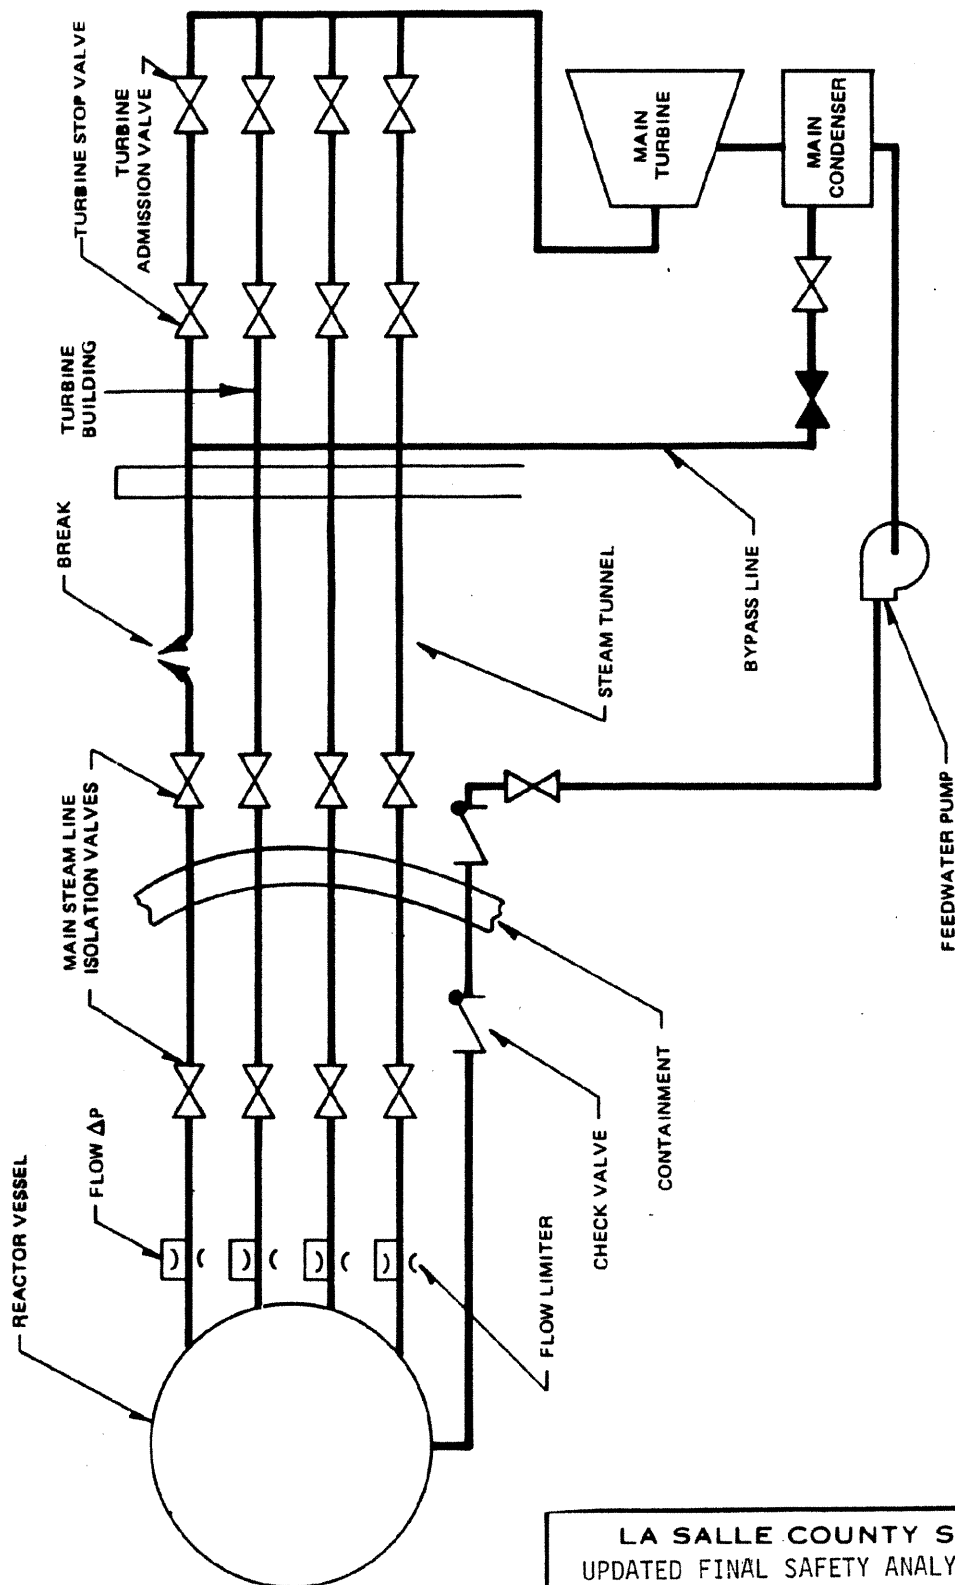 REACTOR VESSEL
FLOW ΔP
MAIN STEAM LINE
ISOLATION VALVES
BREAK
TURBINE
BUILDING
TURBINE STOP VALVE
TURBINE
ADMISSION VALVE
FLOW LIMITER
CHECK VALVE
CONTAINMENT
STEAM TUNNEL
BYPASS LINE
MAIN
TURBINE
MAIN
CONDENSER
FEEDWATER PUMP
LA SALLE COUNTY S
UPDATED FINAL SAFETY ANALY